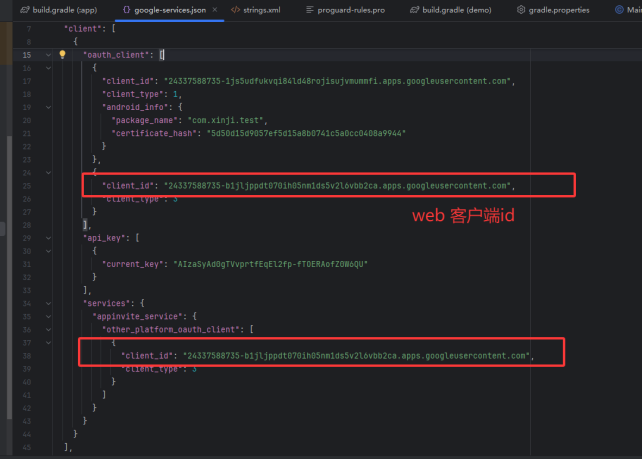 build.gradle (:app)
google-services.json
strings.xml
proguard-rules.pro
build.gradle (demo)
gradle.properties
7 "client": [
8 {
15 "oauth_client": [
16 {
17 "client_id": "24337588735-1js5udfukvqi84ld48rojisujvmummfi.apps.googleusercontent.com",
18 "client_type": 1,
19 "android_info": {
20 "package_name": "com.xinji.test",
21 "certificate_hash": "5d50d15d9057ef5d15a8b0741c5a0cc0408a9944"
22 }
23 },
24 {
25 "client_id": "24337588735-b1jljppdt070ih05nm1ds5v2l6vbb2ca.apps.googleusercontent.com",
26 "client_type": 3
27 }
web 客户端id
28 ],
29 "api_key": [
30 {
31 "current_key":
32 }
33 ],
34 "services": {
35 "appinvite_service": {
36 "other_platform_oauth_client": [
37 {
38 "client_id": "24337588735-b1jljppdt070ih05nm1ds5v2l6vbb2ca.apps.googleusercontent.com",
39 "client_type": 3
40 }
41 ]
42 }
43 }
44 }
45 ],